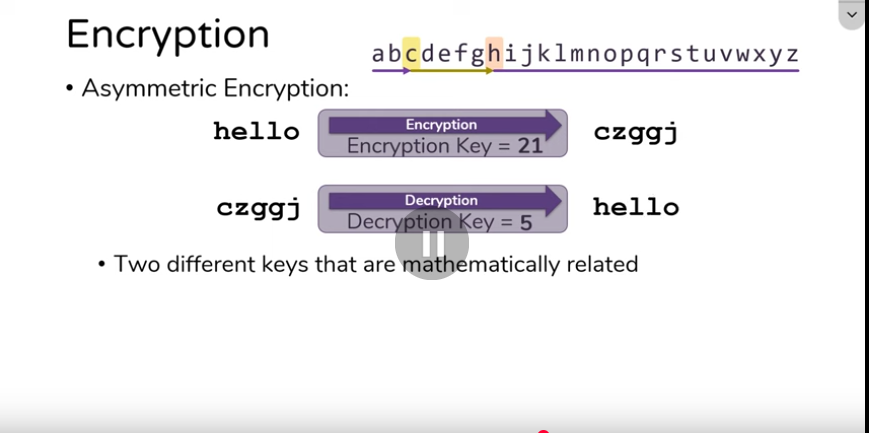 Encryption
abcdefghijklmnopqrstuvwxyz
• Asymmetric Encryption:
hello
Encryption
Encryption Key = 21
czggj
czggj
Decryption
Decryption Key = 5
hello
• Two different keys that are mathematically related